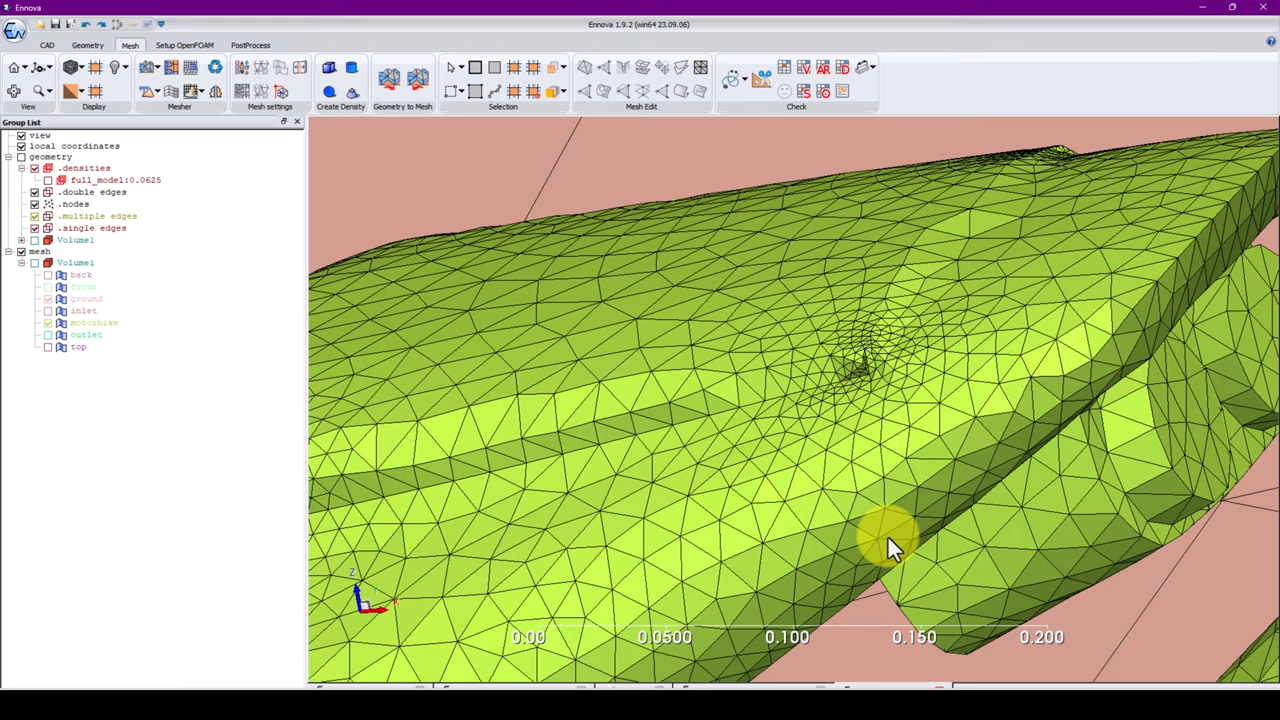 Ennova
Ennova 1.9.2 (win64 23.09.06)
CAD Geometry Mesh Setup OpenFOAM PostProcess
View Display Mesher Mesh settings Create Density Geometry to Mesh Selection Mesh Edit Check
Group List
view
local coordinates
geometry
.densities
full_model:0.0625
.double edges
.nodes
.multiple edges
.single edges
Volume1
mesh
Volume1
back
front
ground
inlet
motorbike
outlet
top
Z
X
0.00 0.0500 0.100 0.150 0.200